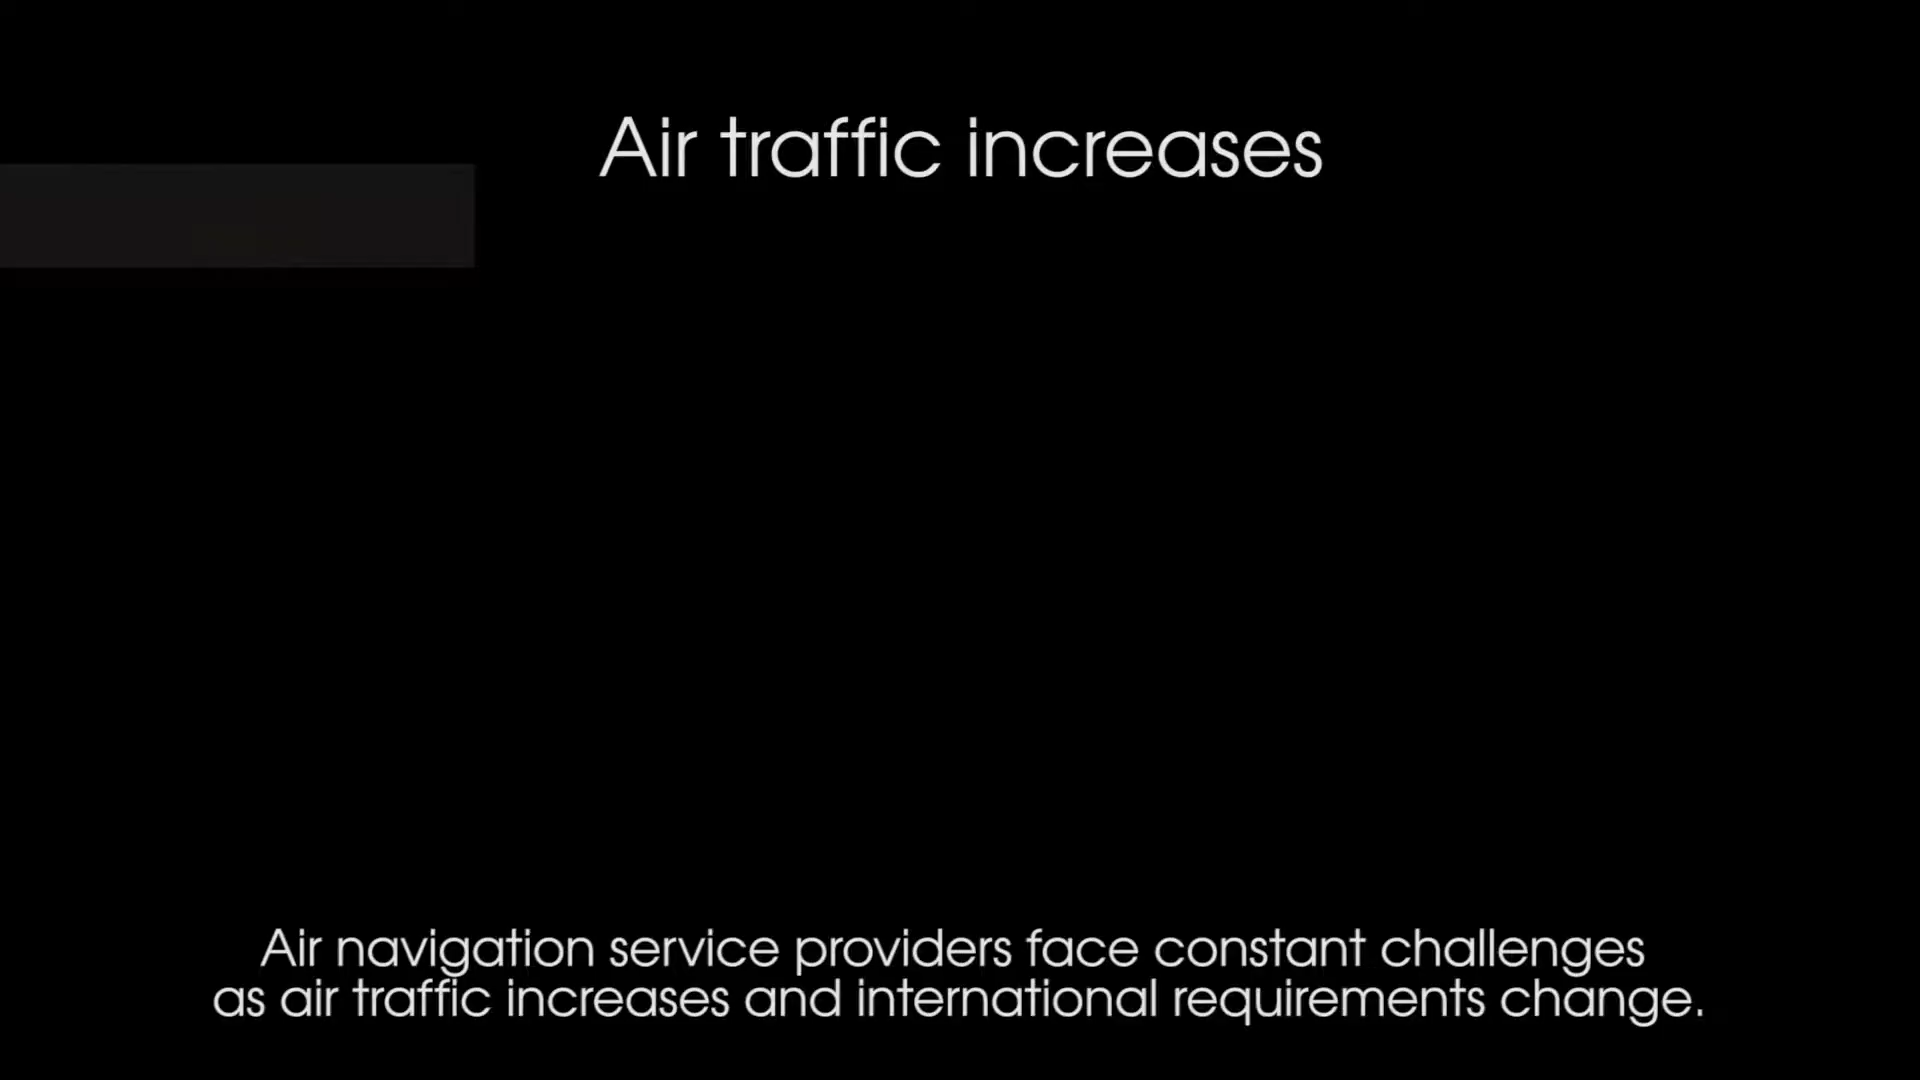 Air traffic increases
Air navigation service providers face constant challenges
as air traffic increases and international requirements change.